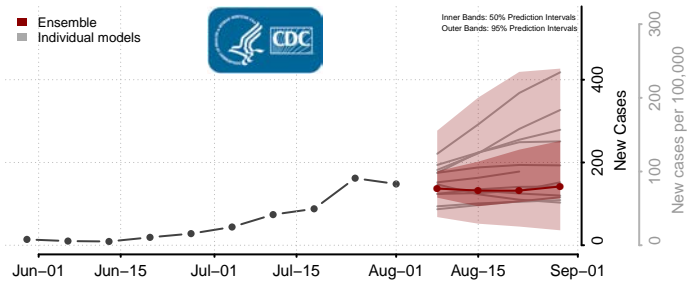 Ensemble
Individual models
CDC
Inner Bands: 50% Prediction Intervals
Outer Bands: 95% Prediction Intervals
0
200
400
New Cases
0
100
200
300
New cases per 100,000
Jun–01
Jun–15
Jul–01
Jul–15
Aug–01
Aug–15
Sep–01